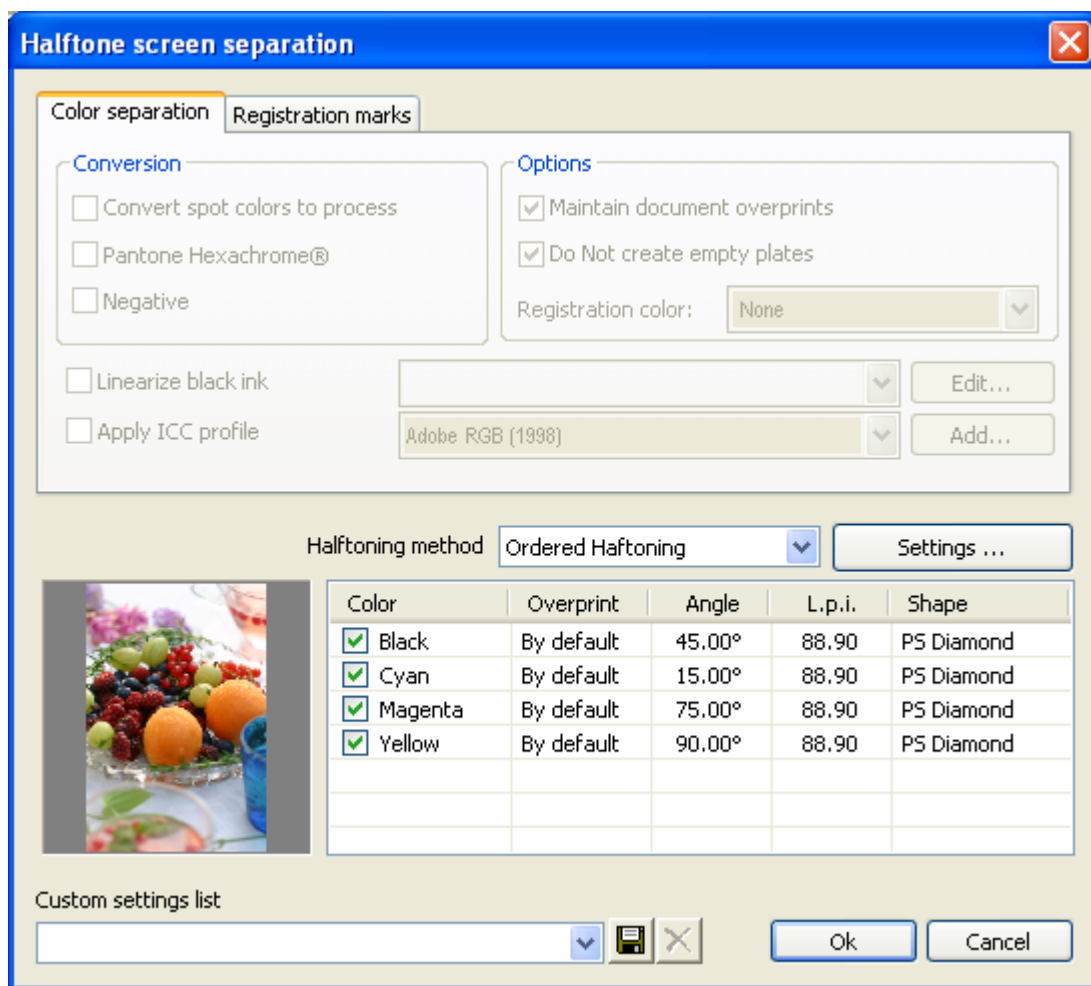 Halftone screen separation
Color separation
Registration marks
Conversion
Convert spot colors to process
Pantone Hexachrome®
Negative
Options
Maintain document overprints
Do Not create empty plates
Registration color: None
Linearize black ink Edit...
Apply ICC profile Adobe RGB (1998) Add...
Halftoning method Ordered Haftoning Settings ...
Color Overprint Angle L.p.i. Shape
Black By default 45.00° 88.90 PS Diamond
Cyan By default 15.00° 88.90 PS Diamond
Magenta By default 75.00° 88.90 PS Diamond
Yellow By default 90.00° 88.90 PS Diamond
Custom settings list
Ok Cancel